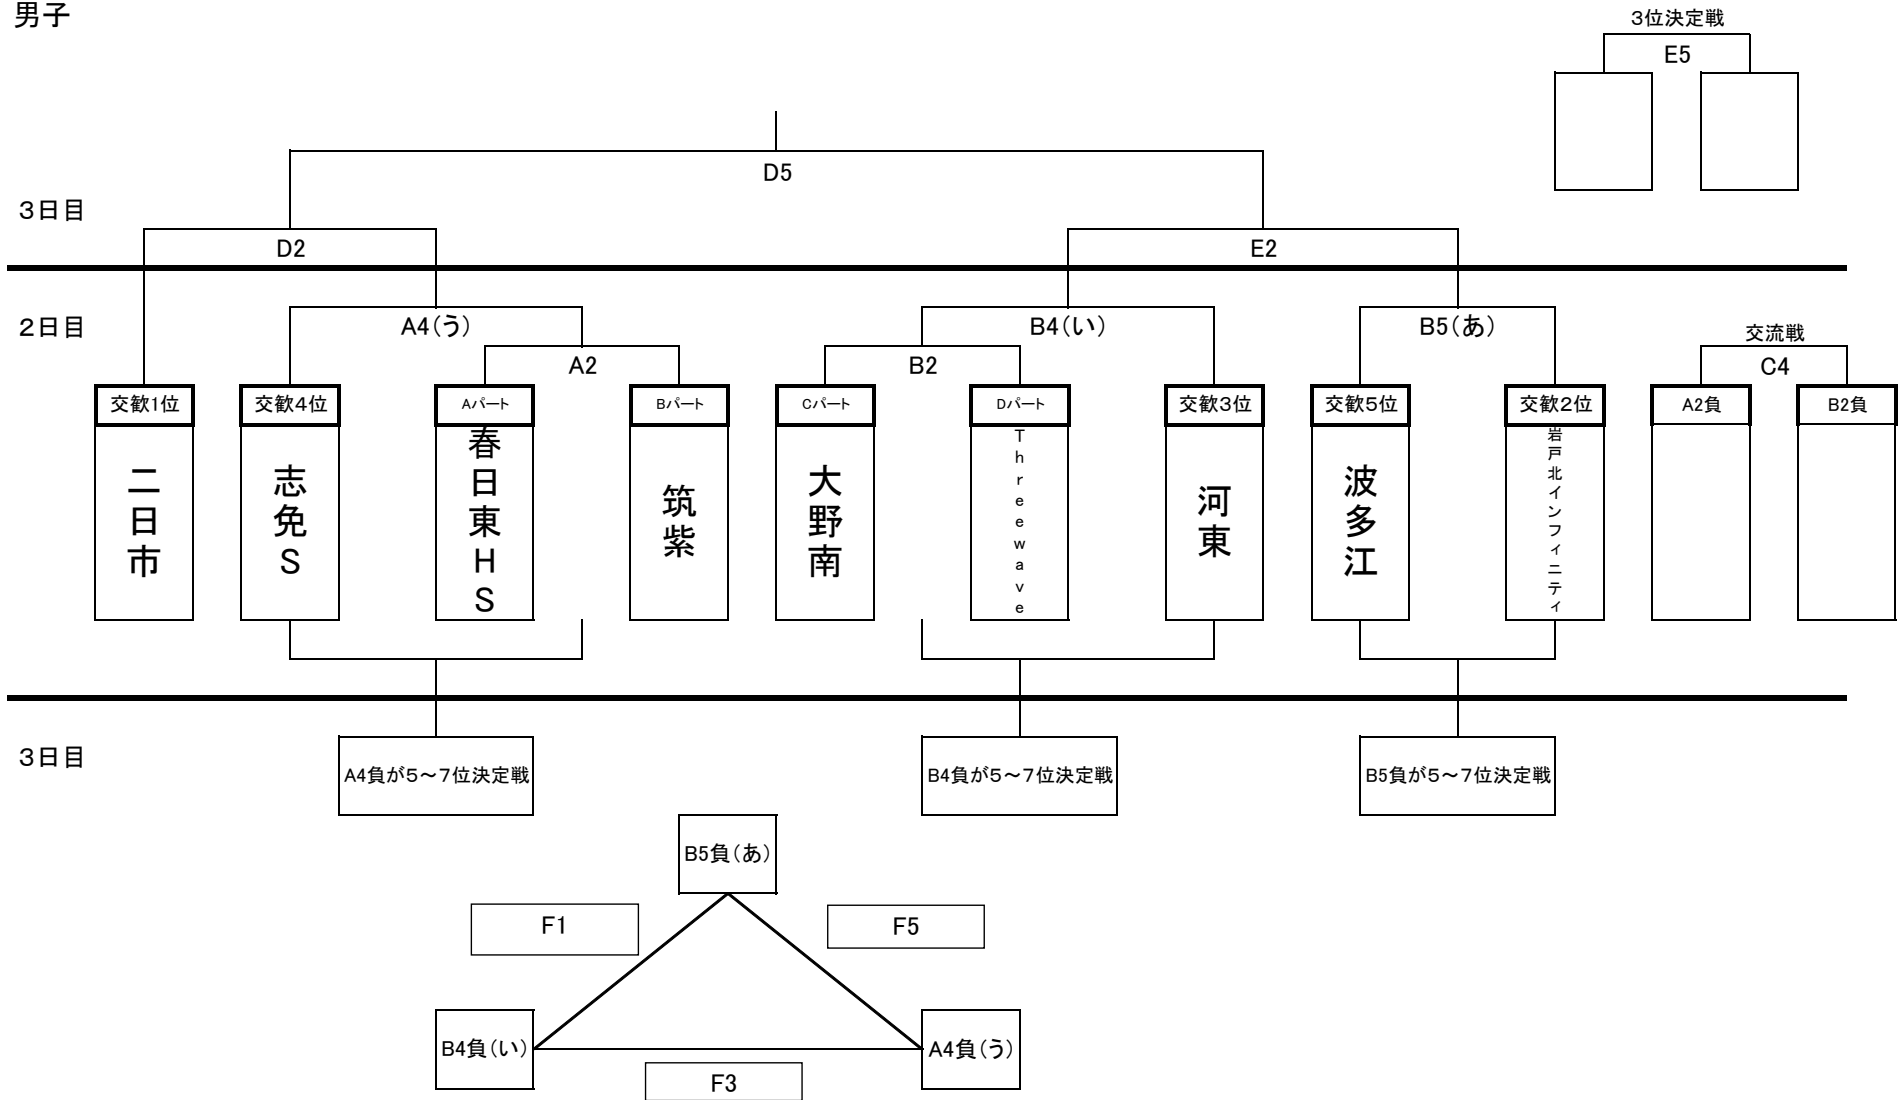 男子
3位決定戦
E5
D5
3日目
D2
E2
2日目
A4(う)
B4(い)
B5(あ)
交流戦
A2
B2
C4
交歓1位
交歓4位
Aパート
Bパート
Cパート
Dパート
交歓3位
交歓5位
交歓2位
A2負
B2負
二日市
志免S
春日東HS
筑紫
大野南
Threewave
河東
波多江
岩戸北インフィニティ
3日目
A4負が5～7位決定戦
B4負が5～7位決定戦
B5負が5～7位決定戦
B5負(あ)
F1
F5
B4負(い)
A4負(う)
F3